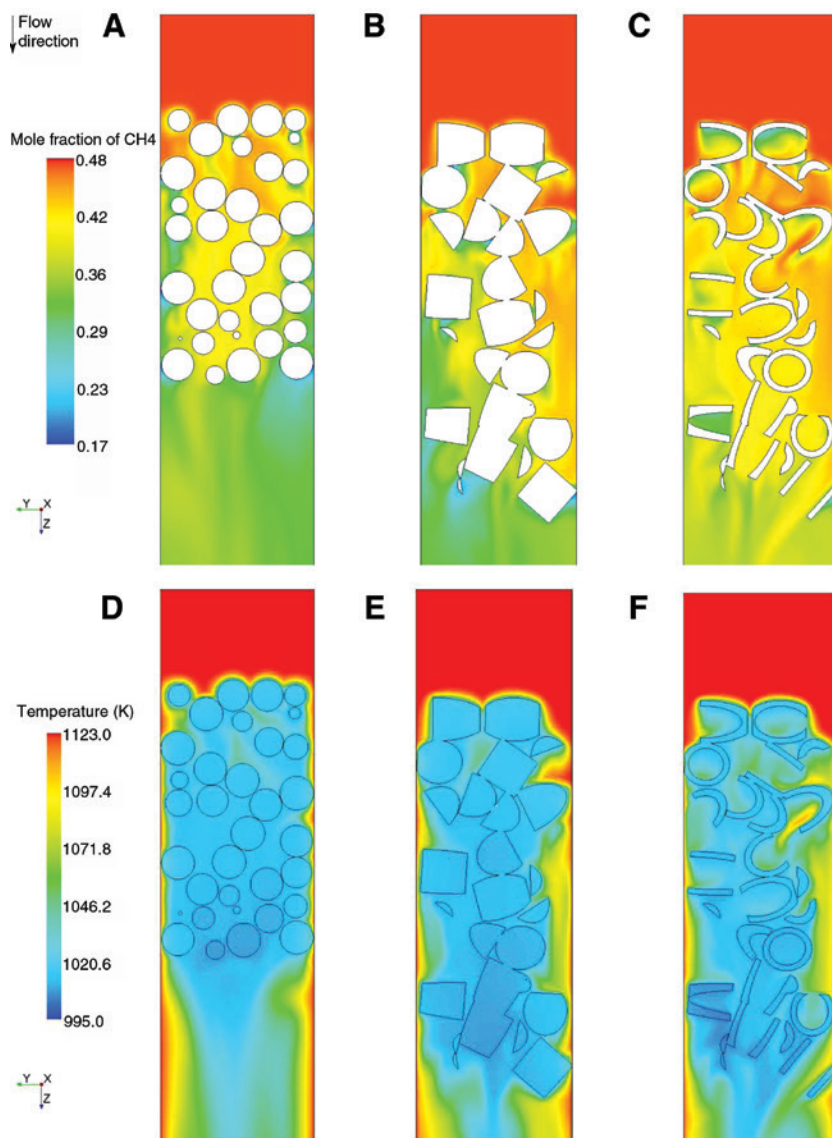 Flow
direction
A
B
C
Mole fraction of CH4
0.48
0.42
0.36
0.29
0.23
0.17
Y
X
Z
D
E
F
Temperature (K)
1123.0
1097.4
1071.8
1046.2
1020.6
995.0
Y
X
Z